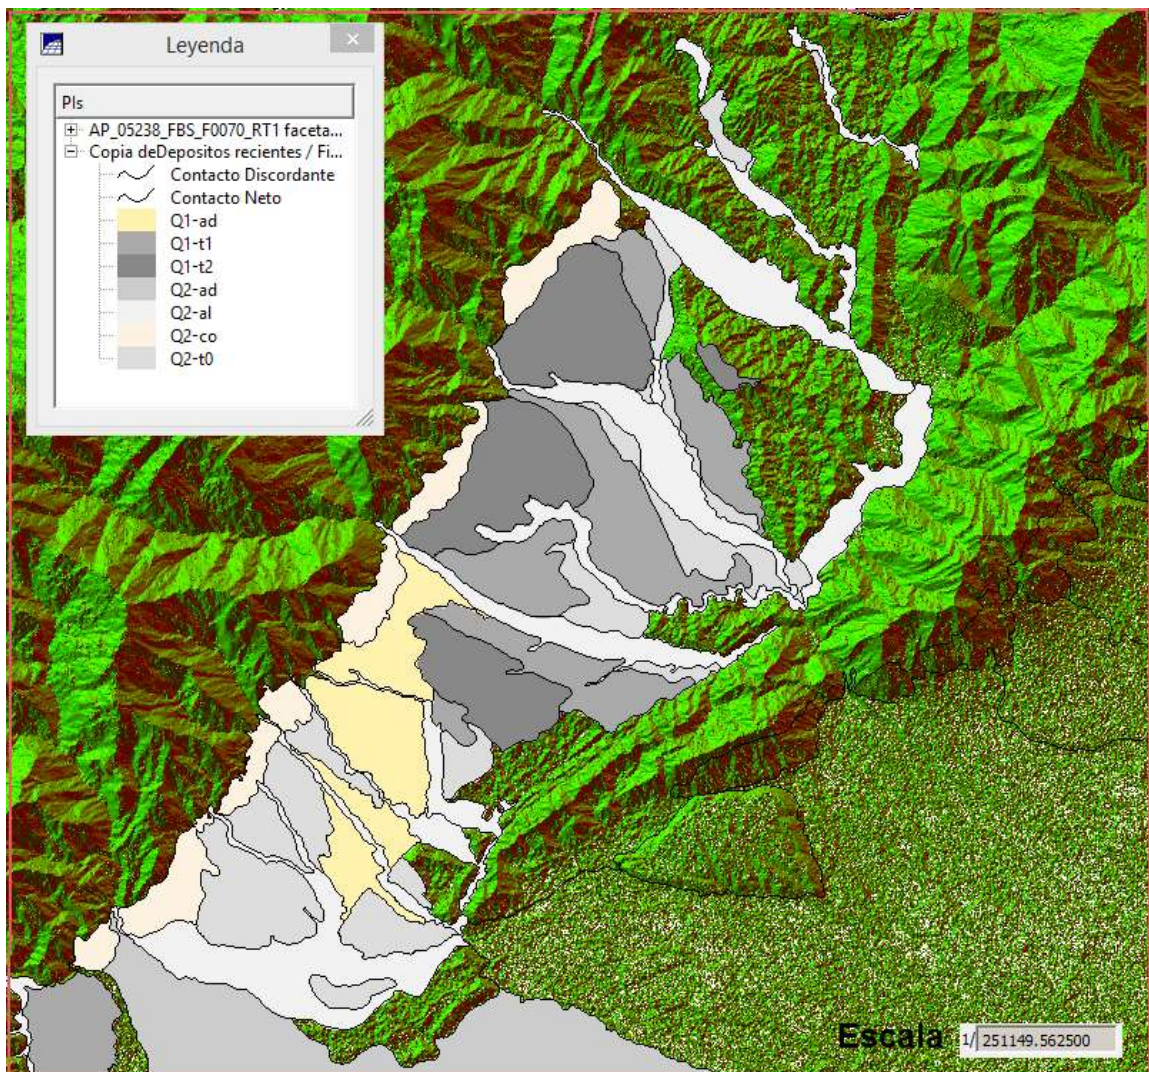 Leyenda
Pls
AP_05238_FBS_F0070_RT1 faceta...
Copia deDepositos recientes / Fi...
Contacto Discordante
Contacto Neto
Q1-ad
Q1-t1
Q1-t2
Q2-ad
Q2-al
Q2-co
Q2-t0
Escala 1/ 251149.562500